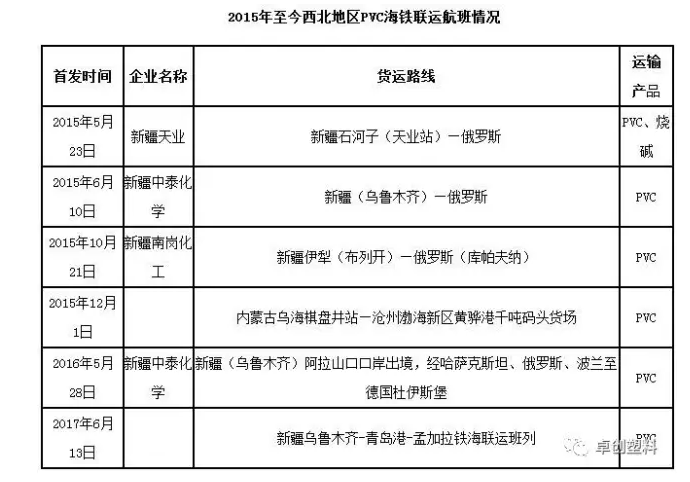 2015年至今西北地区PVC海铁联运航班情况
首发时间 企业名称 货运路线 运输
产品
2015年5月
23日 新疆天业 新疆石河子（天业站）—俄罗斯 PVC、烧
碱
2015年6月
10日 新疆中泰化
学 新疆（乌鲁木齐）—俄罗斯 PVC
2015年10月
21日 新疆南岗化
工 新疆伊犁（布列开）—俄罗斯（库帕夫纳） PVC
2015年12月
1日 内蒙古乌海棋盘井站—沧州渤海新区黄骅港千吨码头货场 PVC
2016年5月
28日 新疆中泰化
学 新疆（乌鲁木齐）阿拉山口口岸出境，经哈萨克斯坦、俄罗斯、波兰至
德国杜伊斯堡 PVC
2017年6月
13日 新疆乌鲁木齐-青岛港-孟加拉铁海联运班列 PVC
卓创塑料